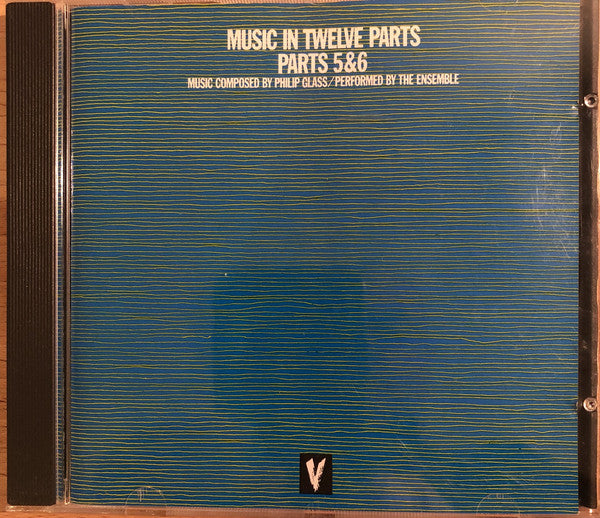 MUSIC IN TWELVE PARTS
PARTS 5&6
MUSIC COMPOSED BY PHILIP GLASS/PERFORMED BY THE ENSEMBLE
V